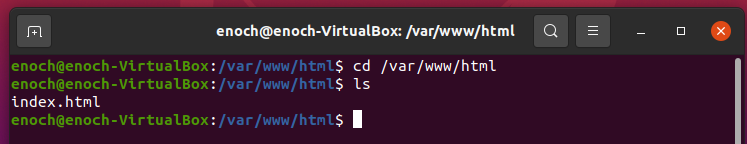 enoch@enoch-VirtualBox: /var/www/html
enoch@enoch-VirtualBox:/var/www/html$ cd /var/www/html
enoch@enoch-VirtualBox:/var/www/html$ ls
index.html
enoch@enoch-VirtualBox:/var/www/html$